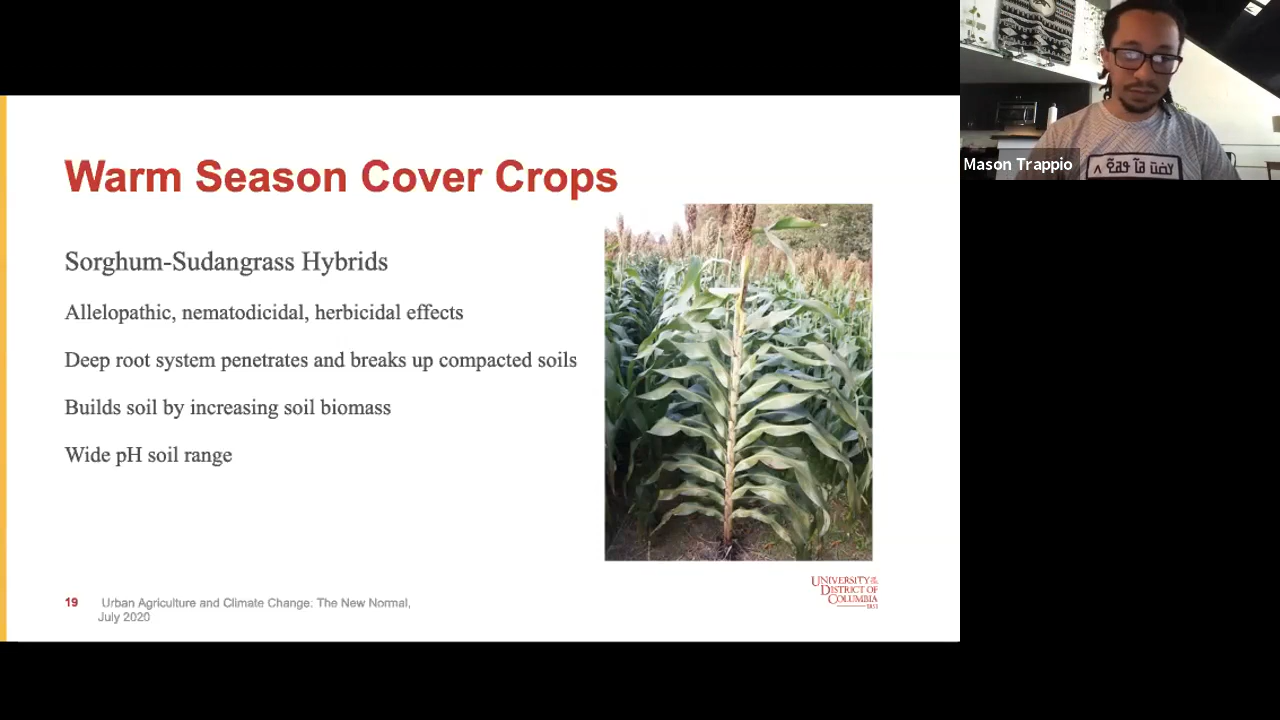 Warm Season Cover Crops
Sorghum-Sudangrass Hybrids
Allelopathic, nematodicidal, herbicidal effects
Deep root system penetrates and breaks up compacted soils
Builds soil by increasing soil biomass
Wide pH soil range
19 Urban Agriculture and Climate Change: The New Normal,
July 2020
UNIVERSITY OF THE
DISTRICT OF
COLUMBIA
1851
Mason Trappio